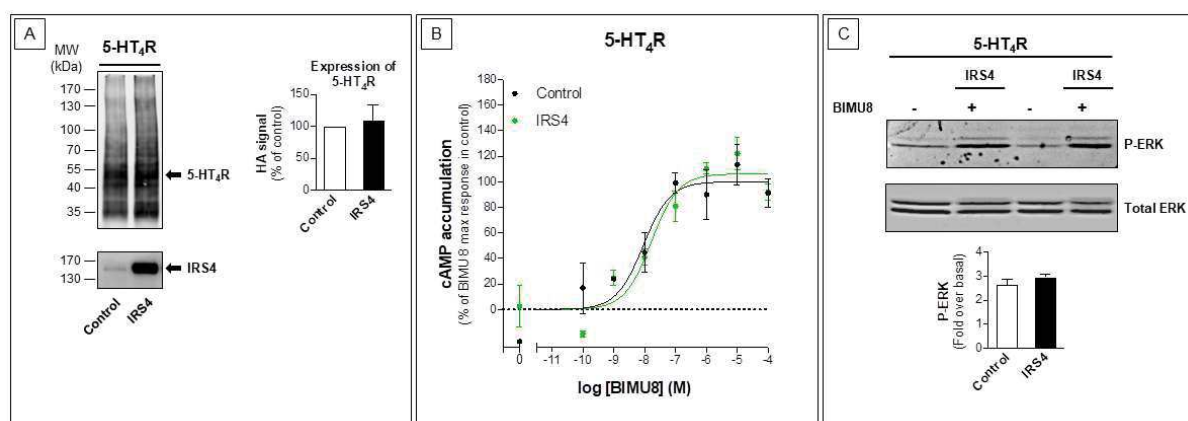 A
5-HT4R
MW
(kDa)
170
130
100
70
55
40
35
5-HT4R
170
130
IRS4
Control
IRS4
Expression of
5-HT4R
HA signal
(% of control)
150
100
50
0
Control
IRS4
B
5-HT4R
cAMP accumulation
(% of BIMU 8 max response in control)
180
160
140
120
100
80
60
40
20
0
Control
IRS4
0 -11 -10 -9 -8 -7 -6 -5 -4
log [BIMU8] (M)
C
5-HT4R
IRS4 IRS4
BIMU8 - + - +
P-ERK
Total ERK
P-ERK
(Fold over basal)
4
3
2
1
0
Control
IRS4